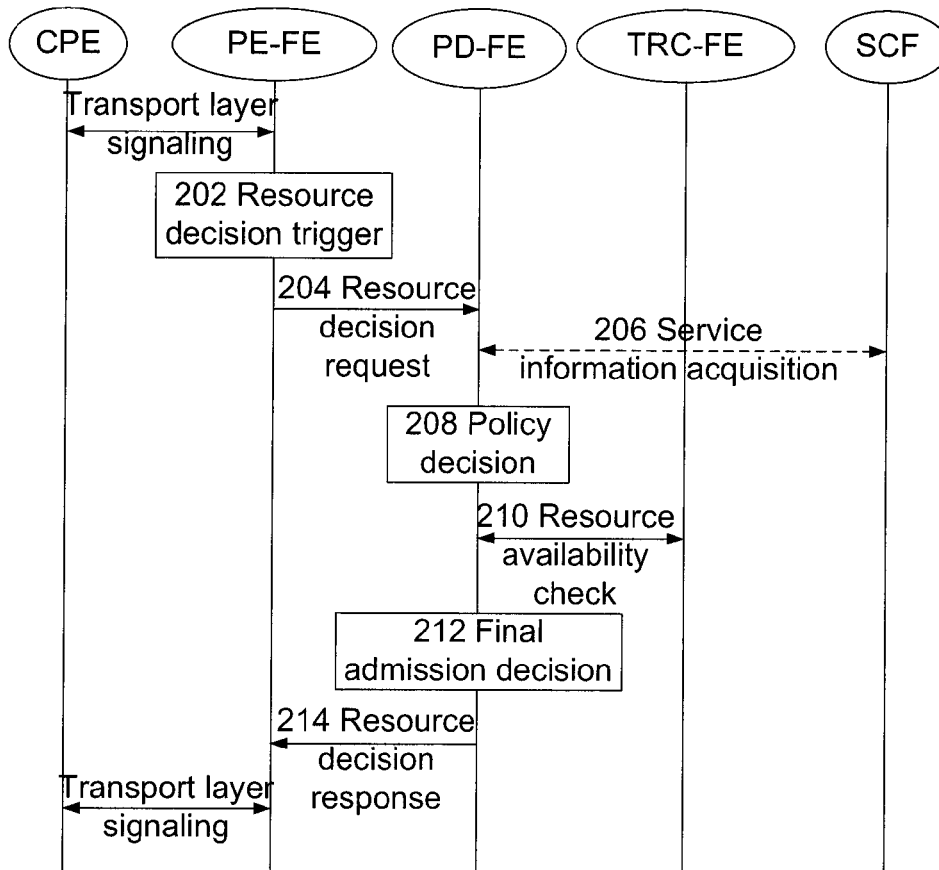 CPE
PE-FE
PD-FE
TRC-FE
SCF
Transport layer
signaling
202 Resource
decision trigger
204 Resource
decision
request
206 Service
information acquisition
208 Policy
decision
210 Resource
availability
check
212 Final
admission decision
214 Resource
decision
response
Transport layer
signaling